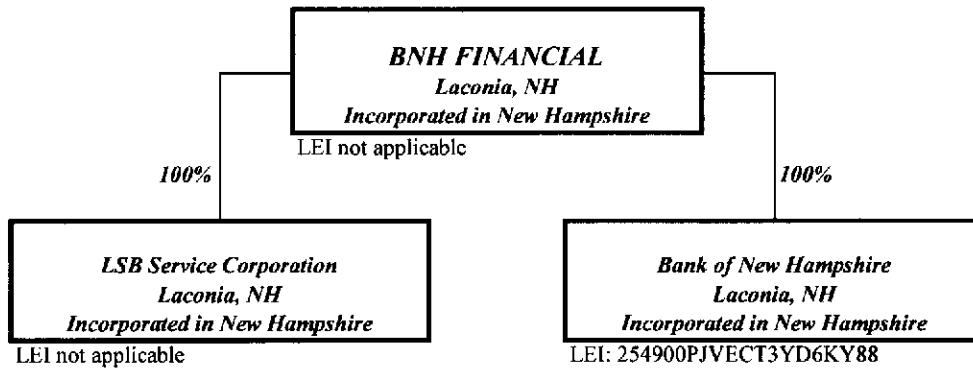 BNH FINANCIAL
Laconia, NH
Incorporated in New Hampshire
LEI not applicable
100%
100%
LSB Service Corporation
Laconia, NH
Incorporated in New Hampshire
LEI not applicable
Bank of New Hampshire
Laconia, NH
Incorporated in New Hampshire
LEI: 254900PJVECT3YD6KY88